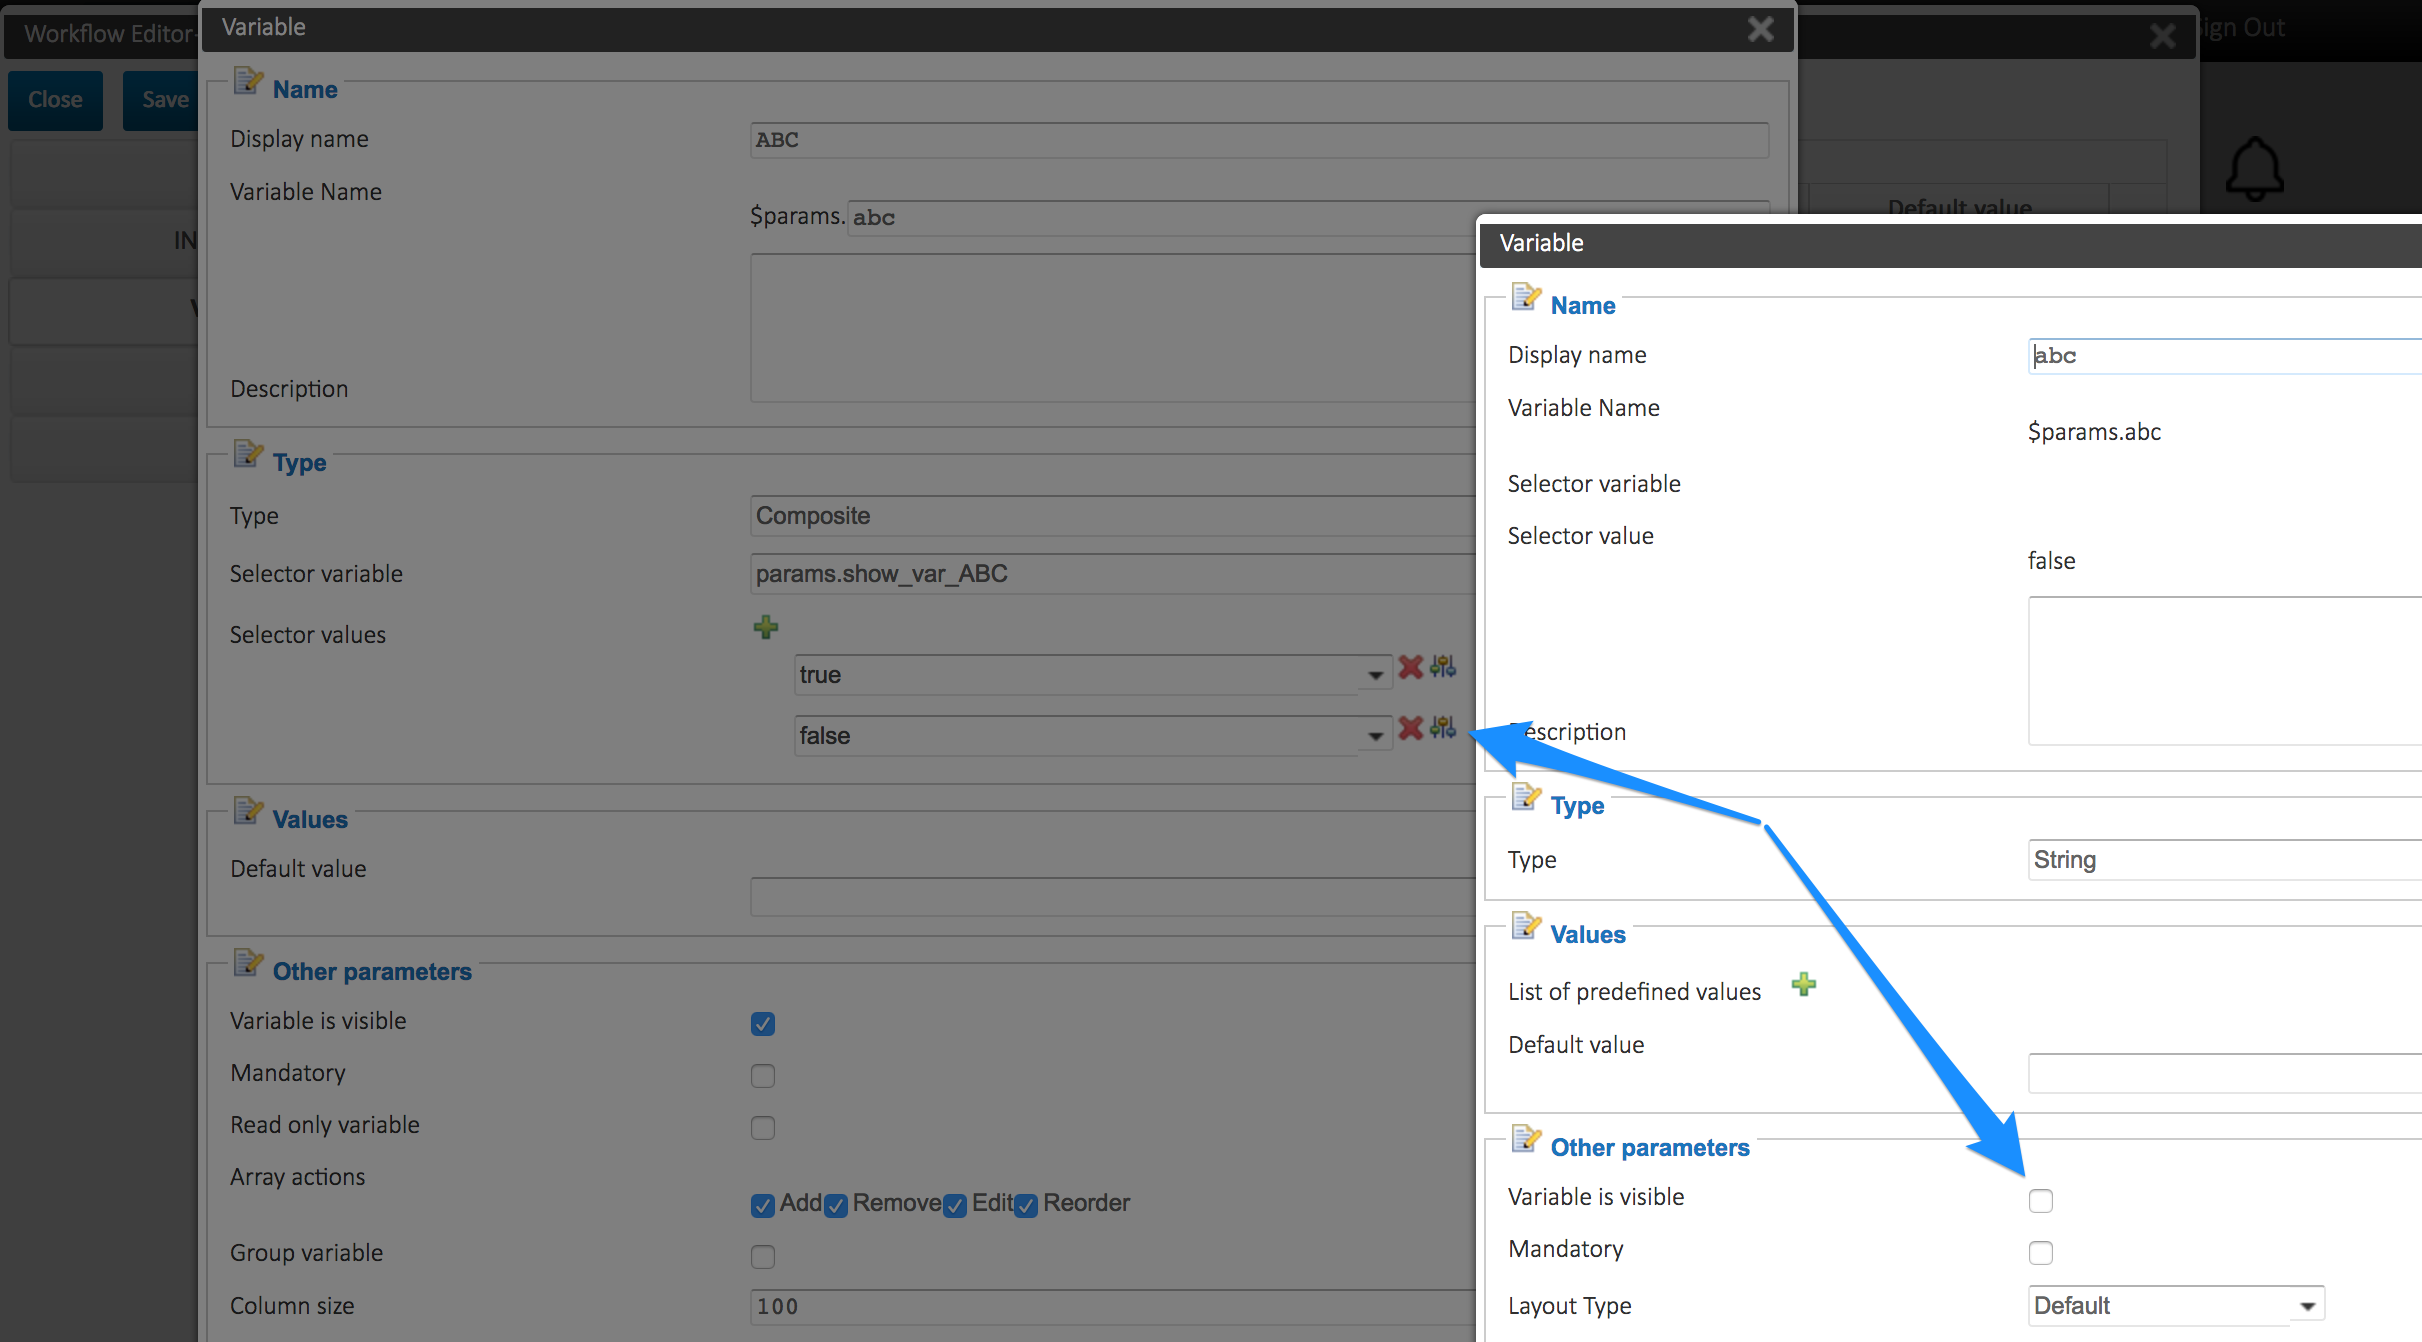 Workflow Editor
Sign Out
Close
Save
IN
Default value
Variable
Name
Display name
ABC
Variable Name
$params. abc
Description
Type
Type
Composite
Selector variable
params.show_var_ABC
Selector values
true
false
Values
Default value
Other parameters
Variable is visible
Mandatory
Read only variable
Array actions
Add Remove Edit Reorder
Group variable
Column size
100
Variable
Name
Display name
abc
Variable Name
$params.abc
Selector variable
Selector value
false
Description
Type
Type
String
Values
List of predefined values
Default value
Other parameters
Variable is visible
Mandatory
Layout Type
Default